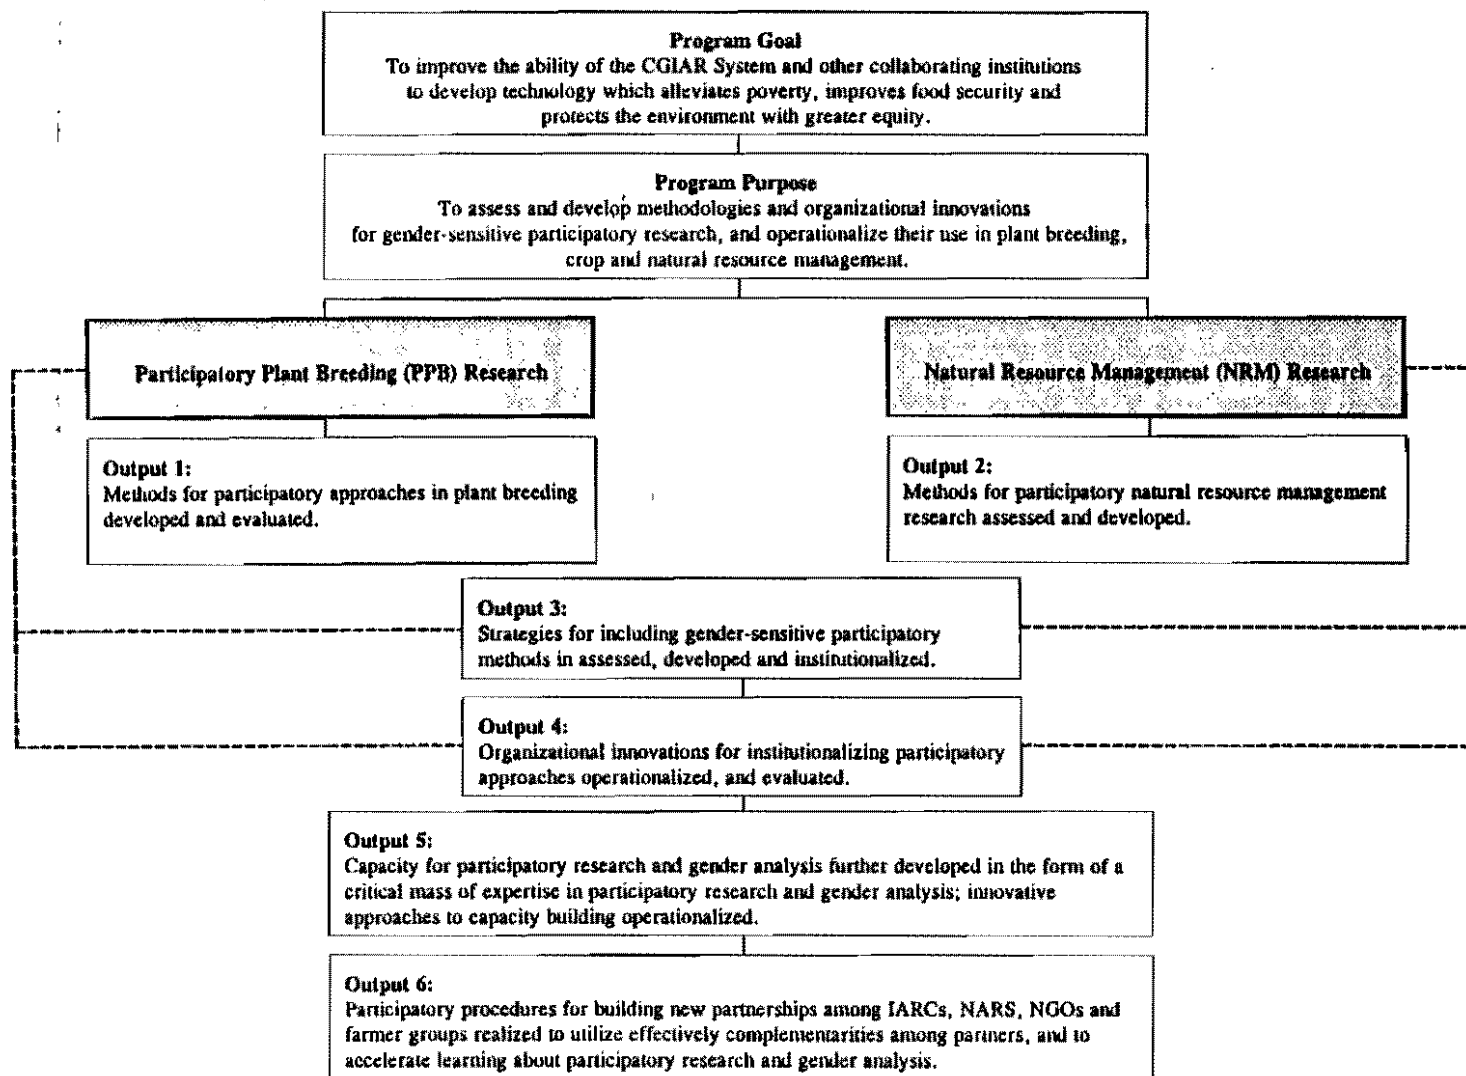 Program Goal
To improve the ability of the CGIAR System and other collaborating institutions
to develop technology which alleviates poverty, improves food security and
protects the environment with greater equity.
Program Purpose
To assess and develop methodologies and organizational innovations
for gender-sensitive participatory research, and operationalize their use in plant breeding,
crop and natural resource management.
Participatory Plant Breeding (PPB) Research
Natural Resource Management (NRM) Research
Output 1:
Methods for participatory approaches in plant breeding
developed and evaluated.
Output 2:
Methods for participatory natural resource management
research assessed and developed.
Output 3:
Strategies for including gender-sensitive participatory
methods in assessed, developed and institutionalized.
Output 4:
Organizational innovations for institutionalizing participatory
approaches operationalized, and evaluated.
Output 5:
Capacity for participatory research and gender analysis further developed in the form of a
critical mass of expertise in participatory research and gender analysis; innovative
approaches to capacity building operationalized.
Output 6:
Participatory procedures for building new partnerships among IARCs, NARS, NGOs and
farmer groups realized to utilize effectively complementarities among partners, and to
accelerate learning about participatory research and gender analysis.